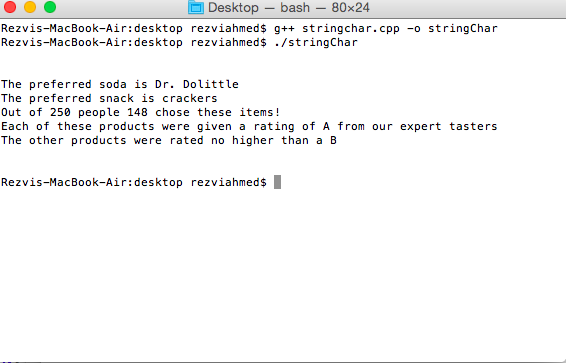 Desktop — bash — 80×24
Rezvis-MacBook-Air:desktop rezviahmed$ g++ stringchar.cpp -o stringChar
Rezvis-MacBook-Air:desktop rezviahmed$ ./stringChar
The preferred soda is Dr. Dolittle
The preferred snack is crackers
Out of 250 people 148 chose these items!
Each of these products were given a rating of A from our expert tasters
The other products were rated no higher than a B
Rezvis-MacBook-Air:desktop rezviahmed$